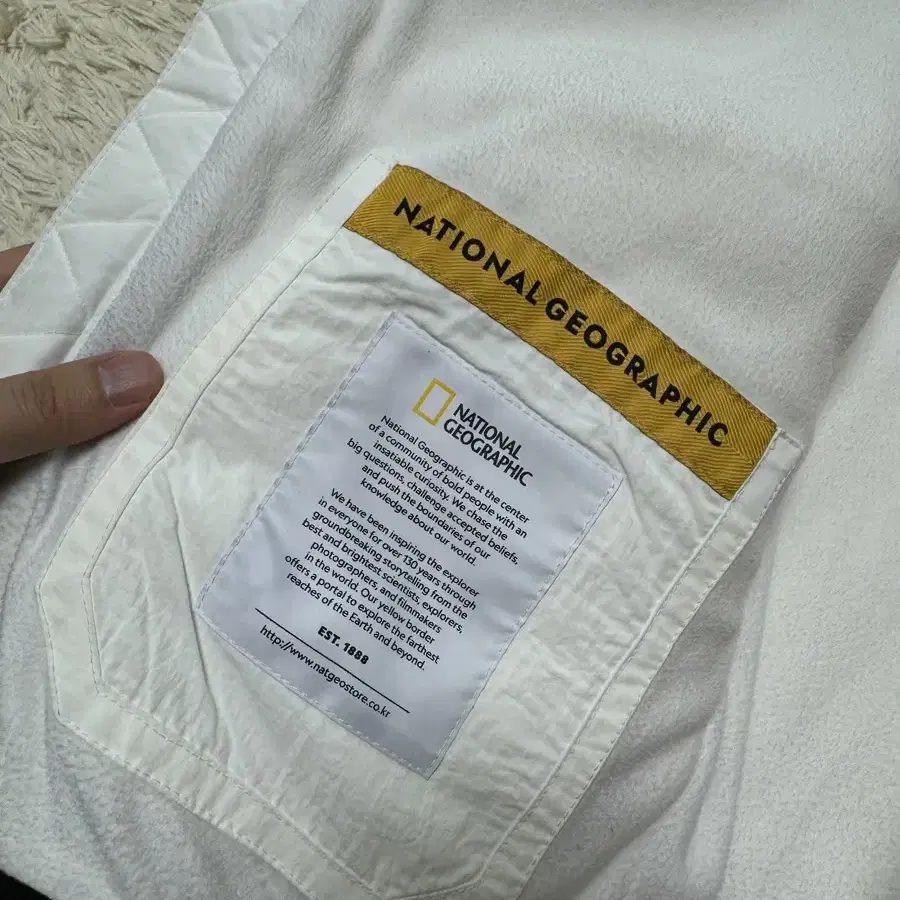 NATIONAL GEOGRAPHIC
NATIONAL
GEOGRAPHIC
National Geographic is at the center
of a community of bold people with an
insatiable curiosity. We chase the
big questions, challenge accepted beliefs,
and push the boundaries of our
knowledge about our world.
We have been inspiring the explorer
in everyone for over 130 years through
groundbreaking storytelling from the
best and brightest scientists, explorers,
photographers, and filmmakers
in the world. Our yellow border
offers a portal to explore the farthest
reaches of the Earth and beyond.
EST. 1888
http://www.natgeostore.co.kr